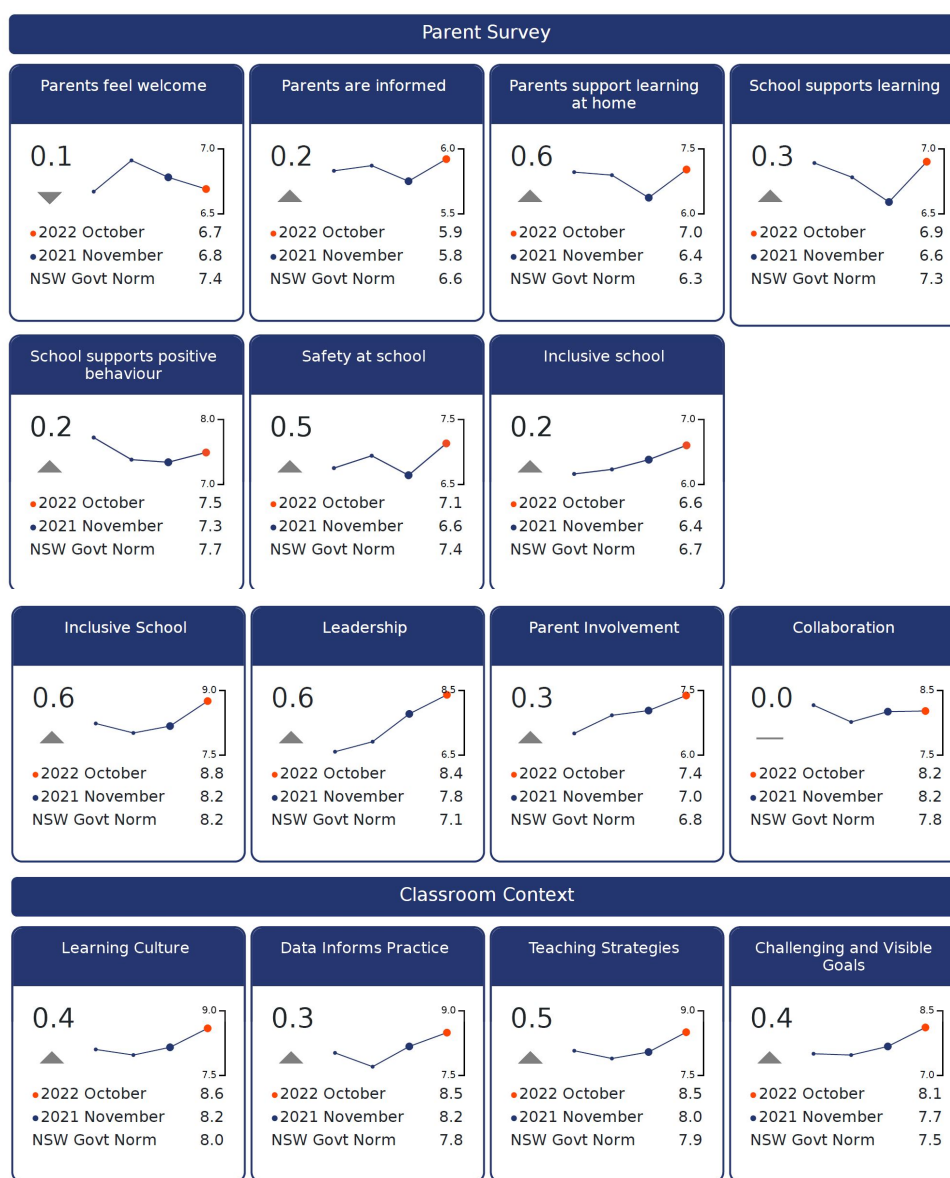 Parent Survey
Parents feel welcome
0.1
7.0
6.5
2022 October 6.7
2021 November 6.8
NSW Govt Norm 7.4
Parents are informed
0.2
6.0
5.5
2022 October 5.9
2021 November 5.8
NSW Govt Norm 6.6
Parents support learning
at home
0.6
7.5
6.0
2022 October 7.0
2021 November 6.4
NSW Govt Norm 6.3
School supports learning
0.3
7.0
6.5
2022 October 6.9
2021 November 6.6
NSW Govt Norm 7.3
School supports positive
behaviour
0.2
8.0
7.0
2022 October 7.5
2021 November 7.3
NSW Govt Norm 7.7
Safety at school
0.5
7.5
6.5
2022 October 7.1
2021 November 6.6
NSW Govt Norm 7.4
Inclusive school
0.2
7.0
6.0
2022 October 6.6
2021 November 6.4
NSW Govt Norm 6.7
Inclusive School
0.6
9.0
7.5
2022 October 8.8
2021 November 8.2
NSW Govt Norm 8.2
Leadership
0.6
8.5
6.5
2022 October 8.4
2021 November 7.8
NSW Govt Norm 7.1
Parent Involvement
0.3
7.5
6.0
2022 October 7.4
2021 November 7.0
NSW Govt Norm 6.8
Collaboration
0.0
8.5
7.5
2022 October 8.2
2021 November 8.2
NSW Govt Norm 7.8
Classroom Context
Learning Culture
0.4
9.0
7.5
2022 October 8.6
2021 November 8.2
NSW Govt Norm 8.0
Data Informs Practice
0.3
9.0
7.5
2022 October 8.5
2021 November 8.2
NSW Govt Norm 7.8
Teaching Strategies
0.5
9.0
7.5
2022 October 8.5
2021 November 8.0
NSW Govt Norm 7.9
Challenging and Visible
Goals
0.4
8.5
7.0
2022 October 8.1
2021 November 7.7
NSW Govt Norm 7.5